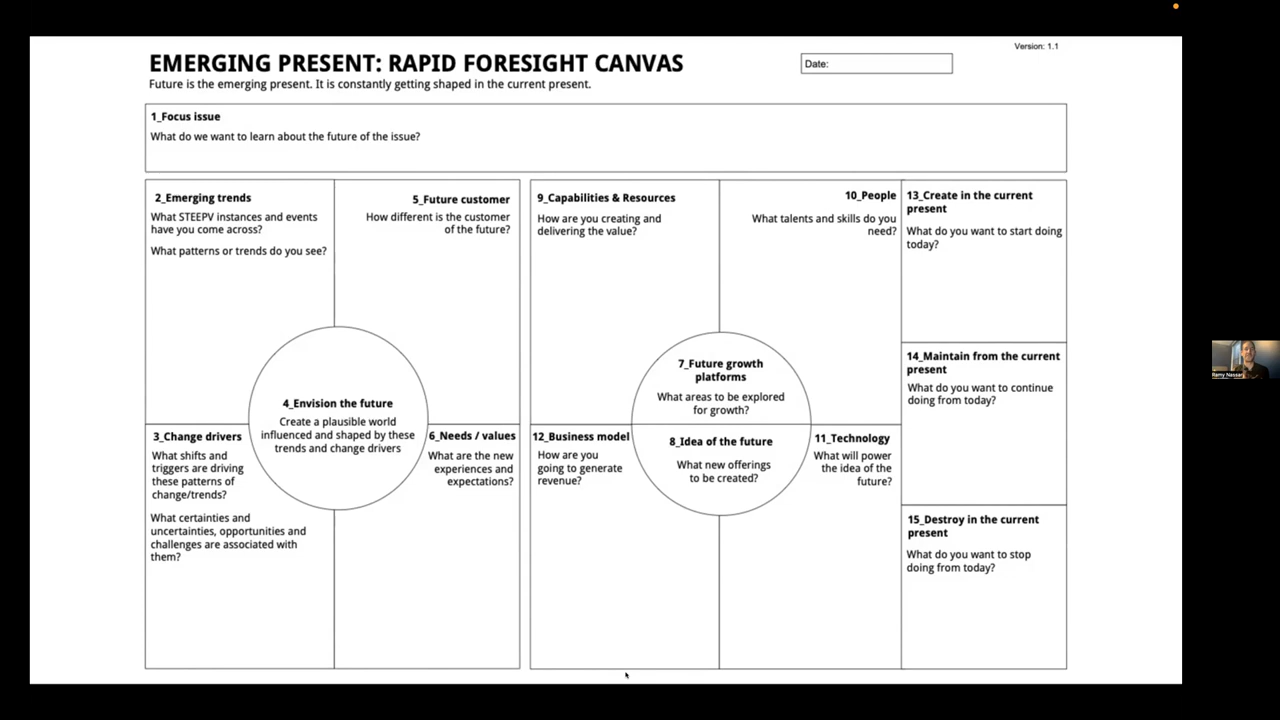 Version: 1.1
EMERGING PRESENT: RAPID FORESIGHT CANVAS
Date:
Future is the emerging present. It is constantly getting shaped in the current present.
1_Focus issue
What do we want to learn about the future of the issue?
2_Emerging trends
What STEEPV instances and events
have you come across?
What patterns or trends do you see?
5_Future customer
How different is the customer
of the future?
4_Envision the future
Create a plausible world
influenced and shaped by these
trends and change drivers
3_Change drivers
What shifts and
triggers are driving
these patterns of
change/trends?
What certainties and
uncertainties, opportunities and
challenges are associated with
them?
6_Needs / values
What are the new
experiences and
expectations?
9_Capabilities & Resources
How are you creating and
delivering the value?
10_People
What talents and skills do you
need?
7_Future growth
platforms
What areas to be explored
for growth?
8_Idea of the future
What new offerings
to be created?
12_Business model
How are you
going to generate
revenue?
11_Technology
What will power
the idea of the
future?
13_Create in the current
present
What do you want to start doing
today?
14_Maintain from the current
present
What do you want to continue
doing from today?
15_Destroy in the current
present
What do you want to stop
doing from today?
Ramy Nassar